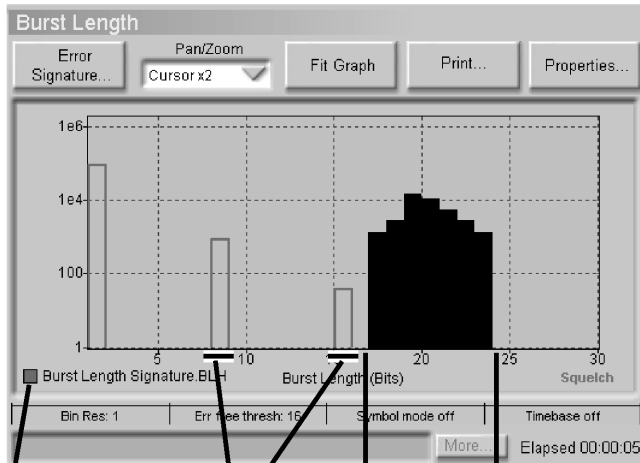 Burst Length
Error Signature...
Pan/Zoom
Cursor x2
Fit Graph
Print...
Properties...
1e6
1e4
100
1
5 10 20 25 30
Burst Length Signature.BLH
Burst Length (Bits)
Squelch
Bin Res: 1
Err free thresh: 16
Symbol mode off
Timebase off
More...
Elapsed 00:00:05